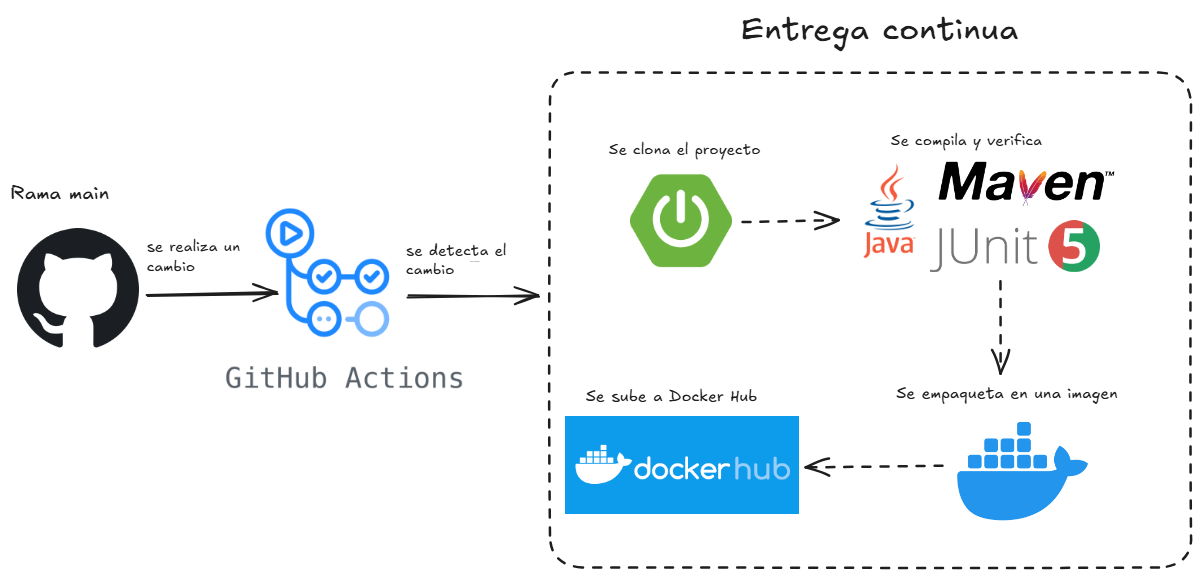 Entrega continua
Rama main
se realiza un
cambio
GitHub Actions
se detecta el
cambio
Se clona el proyecto
Se compila y verifica
Java
Maven™
JUnit 5
Se empaqueta en una imagen
Se sube a Docker Hub
docker hub